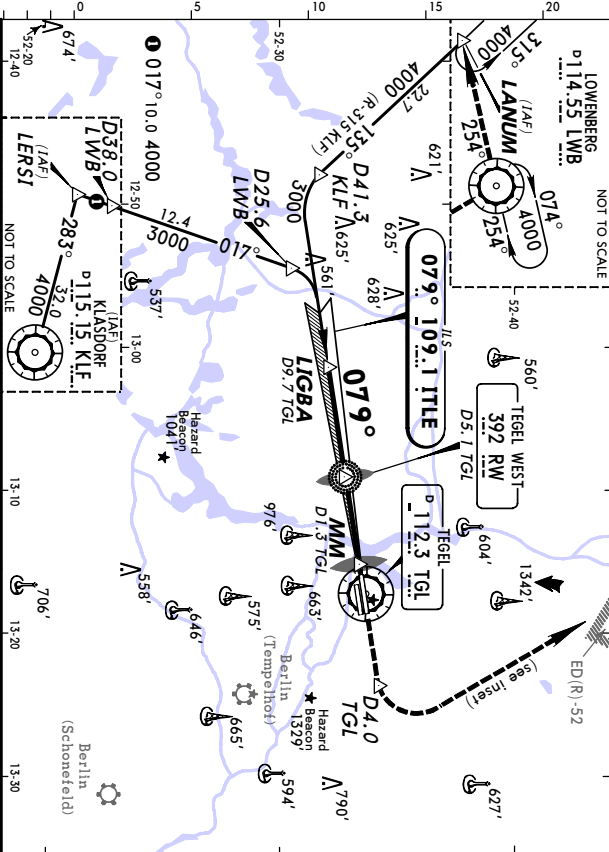 0
5
10
15
20
52-20
12-40
674'
52-30
017° 10.0 4000
LOWENBERG
D 114.55 LWB
315°
4000
LANUM
(IAF)
254°
254°
074°
4000
NOT TO SCALE
4000
22.7
135°
(R-315 KLF)
D38.0
LWB
LERSI
(IAF)
1
1
12-50
283°
4000
32.0
(IAF)
KLASDORF
D 115.15 KLF
NOT TO SCALE
D25.6
LWB
D41.3
KLF
3000
12.4
3000
017°
621'
625'
625'
628'
561'
537'
13-00
52-40
560'
ILS
079° 109.1 ITLE
079°
LIGBA
D9.7 TGL
TEGEL WEST
392 RW
D5.1 TGL
Hazard
Beacon
1041'
13-10
MM
D1.3 TGL
976'
TEGEL
D 112.3 TGL
604'
1342'
558'
706'
646'
575'
663'
13-20
Berlin
(Tempelhof)
D4.0
TGL
(see inset)
ED(R)-52
Hazard
Beacon
1329'
665'
Berlin
(Schonefeld)
594'
790'
627'
13-30